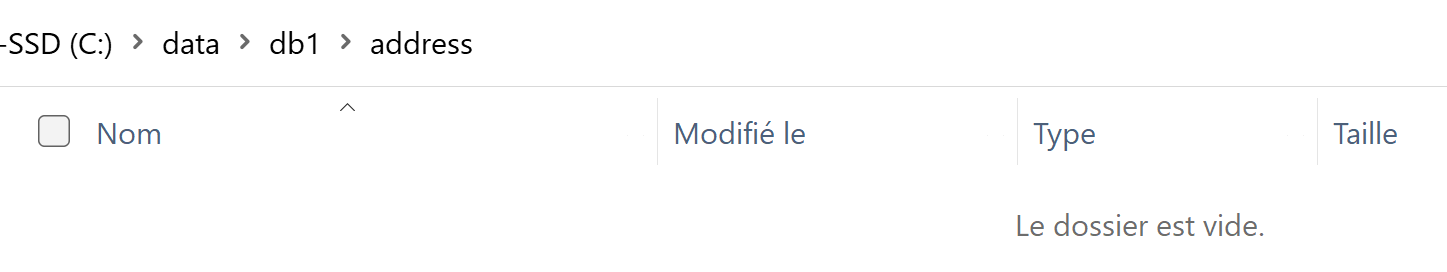 -SSD (C:) > data > db1 > address
Nom Modifié le Type Taille
Le dossier est vide.